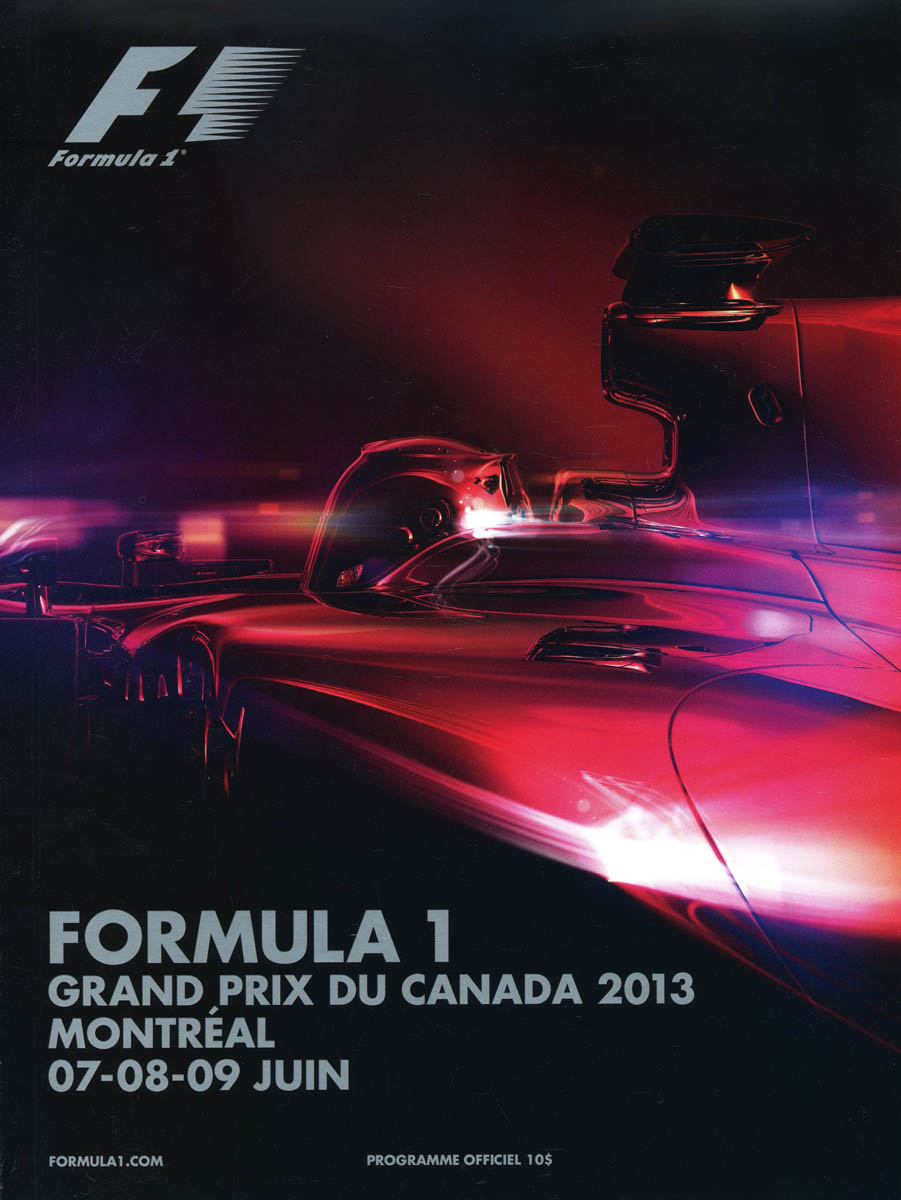 F1
Formula 1®
FORMULA 1
GRAND PRIX DU CANADA 2013
MONTRÉAL
07-08-09 JUIN
FORMULA1.COM
PROGRAMME OFFICIEL 10$